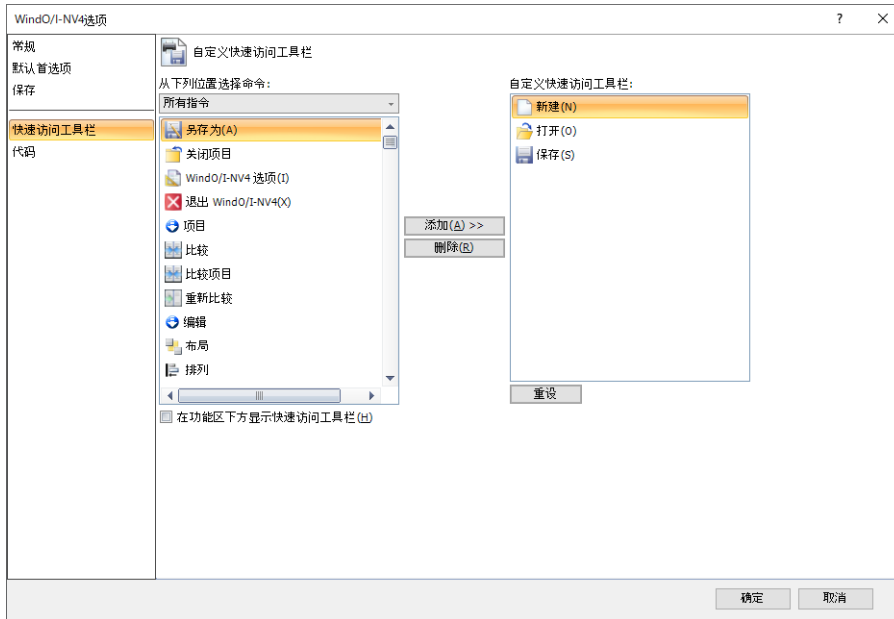 WindO/I-NV4选项
?
常规
默认首选项
保存
快速访问工具栏
代码
自定义快速访问工具栏
从下列位置选择命令:
所有指令
另存为(A)
关闭项目
WindO/I-NV4 选项(I)
退出 WindO/I-NV4(X)
项目
比较
比较项目
重新比较
编辑
布局
排列
在功能区下方显示快速访问工具栏(H)
添加(A) >>
删除(R)
自定义快速访问工具栏:
新建(N)
打开(O)
保存(S)
重设
确定
取消